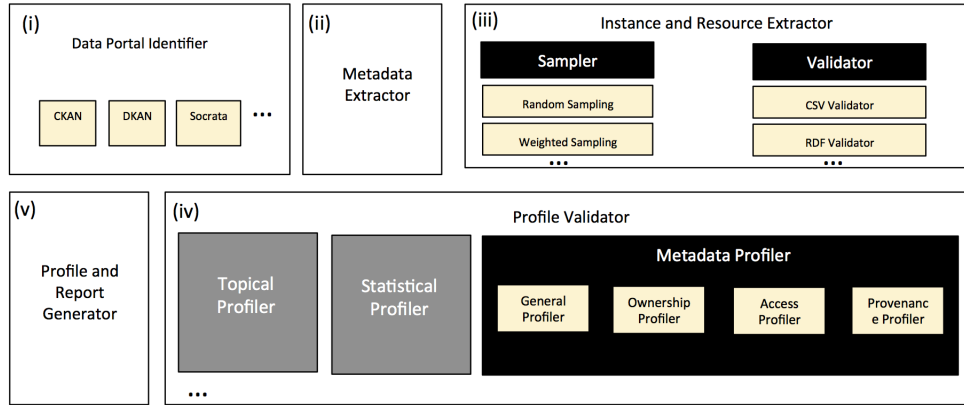 (i)
Data Portal Identifier
CKAN
DKAN
Socrata
...
(ii)
Metadata
Extractor
(iii)
Instance and Resource Extractor
Sampler
Random Sampling
Weighted Sampling
...
Validator
CSV Validator
RDF Validator
...
(v)
Profile and
Report
Generator
(iv)
Profile Validator
Topical
Profiler
...
Statistical
Profiler
Metadata Profiler
General
Profiler
Ownership
Profiler
Access
Profiler
Provenanc
e Profiler